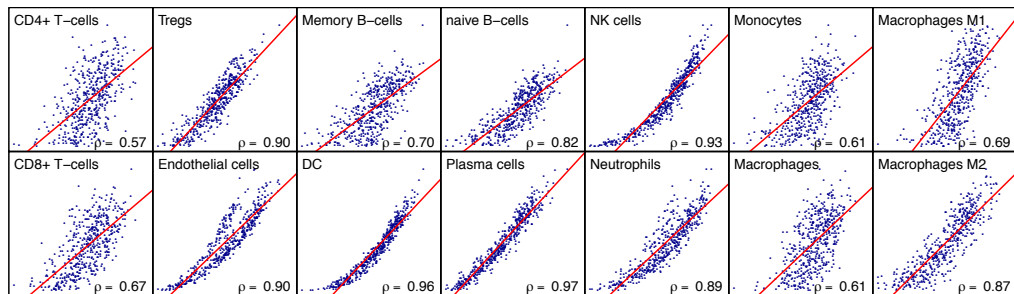 CD4+ T−cells
ρ = 0.57
Tregs
ρ = 0.90
Memory B−cells
ρ = 0.70
naive B−cells
ρ = 0.82
NK cells
ρ = 0.93
Monocytes
ρ = 0.61
Macrophages M1
ρ = 0.69
CD8+ T−cells
ρ = 0.67
Endothelial cells
ρ = 0.90
DC
ρ = 0.96
Plasma cells
ρ = 0.97
Neutrophils
ρ = 0.89
Macrophages
ρ = 0.61
Macrophages M2
ρ = 0.87